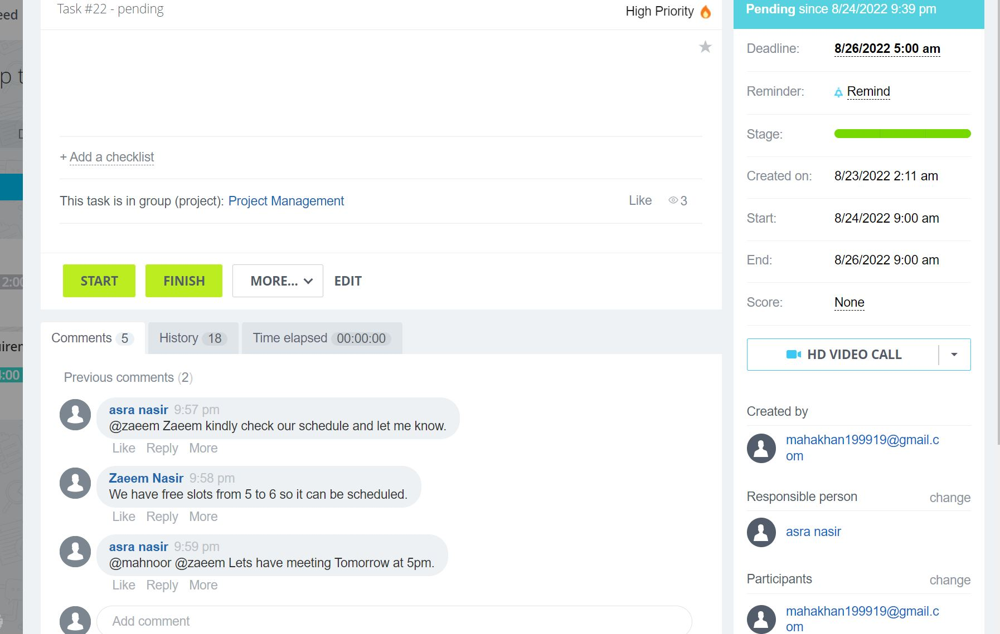 eed
p t
D
2:00
iiren
4:00
Task #22 - pending
High Priority
+ Add a checklist
This task is in group (project): Project Management
Like 3
START FINISH MORE... EDIT
Comments 5 History 18 Time elapsed 00:00:00
Previous comments (2)
asra nasir 9:57 pm
@zaeem Zaeem kindly check our schedule and let me know.
Like Reply More
Zaeem Nasir 9:58 pm
We have free slots from 5 to 6 so it can be scheduled.
Like Reply More
asra nasir 9:59 pm
@mahnoor @zaeem Lets have meeting Tomorrow at 5pm.
Like Reply More
Add comment
Pending since 8/24/2022 9:39 pm
Deadline: 8/26/2022 5:00 am
Reminder: Remind
Stage:
Created on: 8/23/2022 2:11 am
Start: 8/24/2022 9:00 am
End: 8/26/2022 9:00 am
Score: None
HD VIDEO CALL
Created by
mahakhan199919@gmail.c
om
Responsible person change
asra nasir
Participants change
mahakhan199919@gmail.c
om